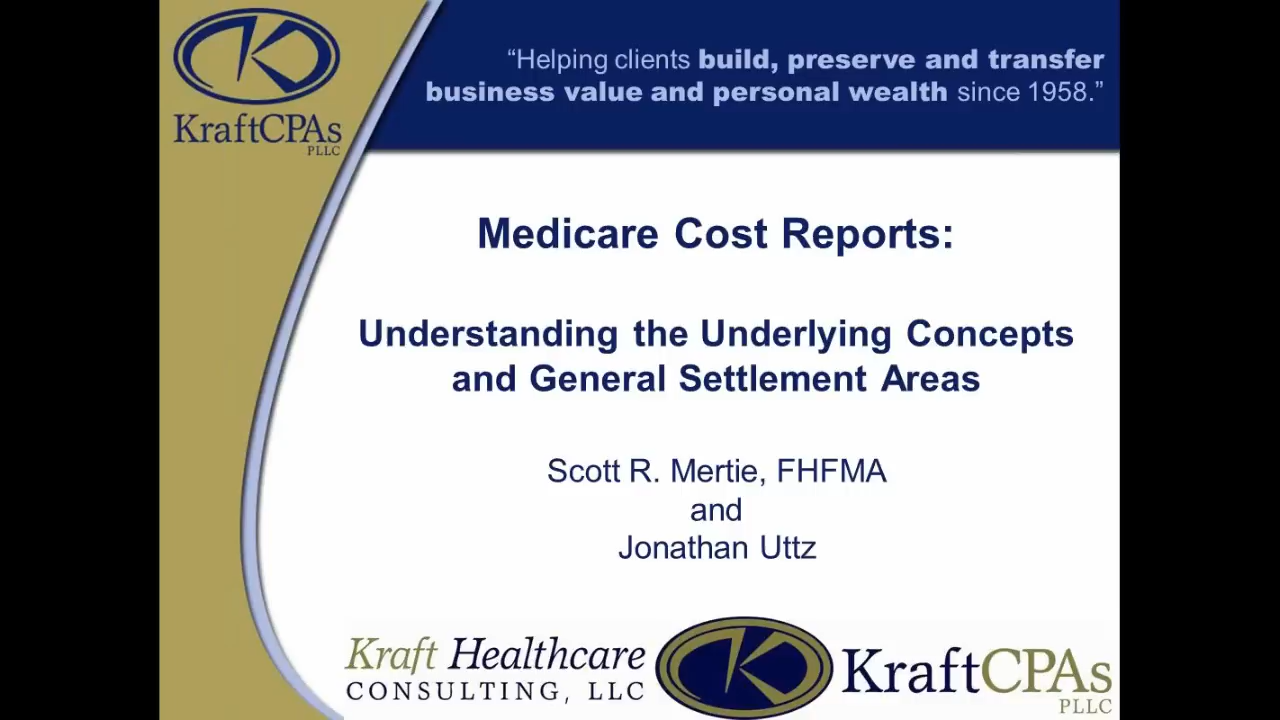 KraftCPAs
PLLC
“Helping clients build, preserve and transfer
business value and personal wealth since 1958.”
Medicare Cost Reports:
Understanding the Underlying Concepts
and General Settlement Areas
Scott R. Mertie, FHFMA
and
Jonathan Uttz
Kraft Healthcare
CONSULTING, LLC
KraftCPAs
PLLC